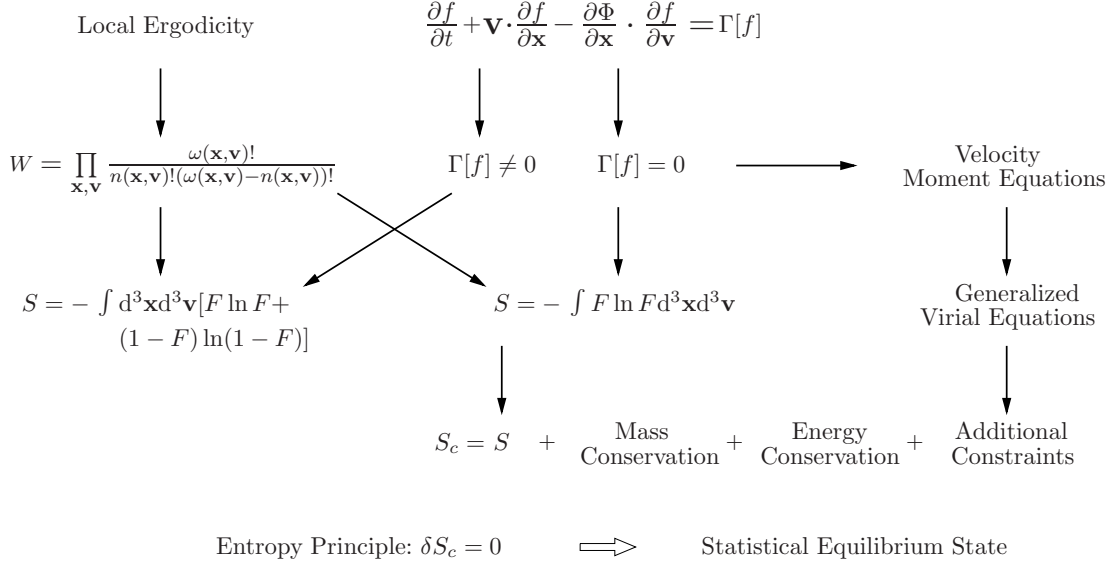 Local Ergodicity
∂f/∂t + v·∂f/∂x − ∂Φ/∂x · ∂f/∂v = Γ[f]
W = ∏_{x,v} ω(x,v)!/n(x,v)!(ω(x,v)−n(x,v))!
Γ[f] ≠ 0
Γ[f] = 0
Velocity
Moment Equations
S = − ∫ d³xd³v[F ln F+
(1 − F) ln(1 − F)]
S = − ∫ F ln F d³xd³v
Generalized
Virial Equations
S_c = S + Mass Conservation + Energy Conservation + Additional Constraints
Entropy Principle: δS_c = 0 ⇒ Statistical Equilibrium State